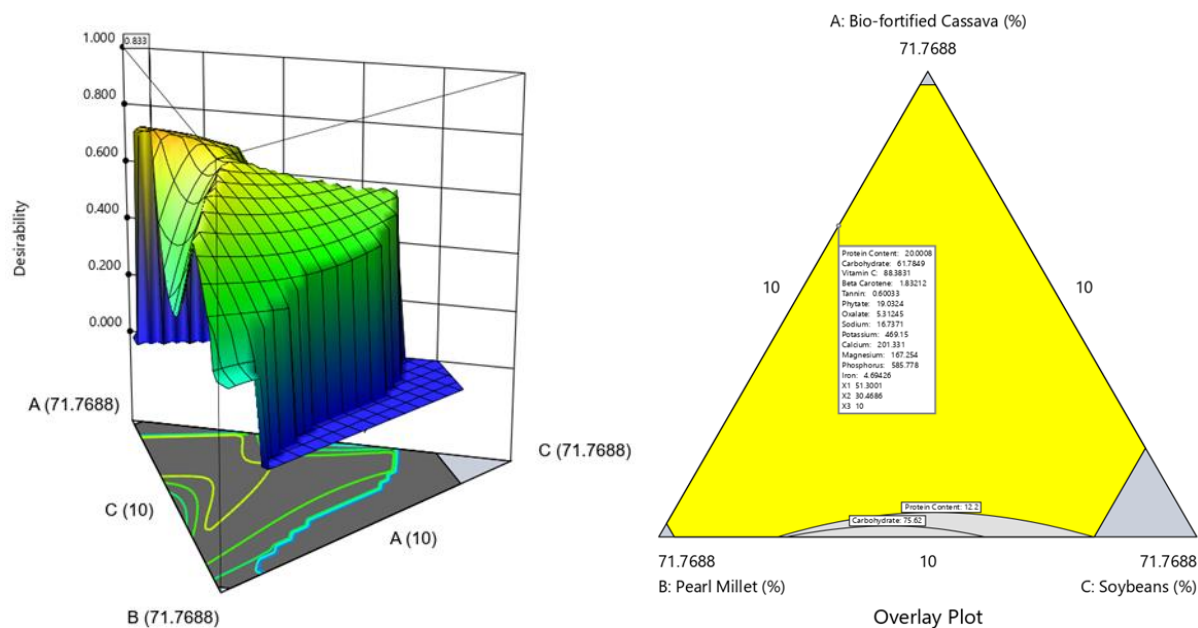 1.000
0.833
0.800
0.600
0.400
0.200
0.000
Desirability
A (71.7688)
C (71.7688)
C (10)
A (10)
B (71.7688)
A: Bio-fortified Cassava (%)
71.7688
10
10
Protein Content: 20.0008
Carbohydrate: 61.7849
Vitamin C: 88.3831
Beta Carotene: 1.83212
Tannin: 0.60033
Phytate: 19.0324
Oxalate: 5.31245
Sodium: 16.7371
Potassium: 469.15
Calcium: 201.331
Magnesium: 167.254
Phosphorus: 585.778
Iron: 4.69426
X1 51.3001
X2 30.4686
X3 10
Protein Content: 12.2
Carbohydrate: 75.62
71.7688
10
71.7688
B: Pearl Millet (%)
C: Soybeans (%)
Overlay Plot